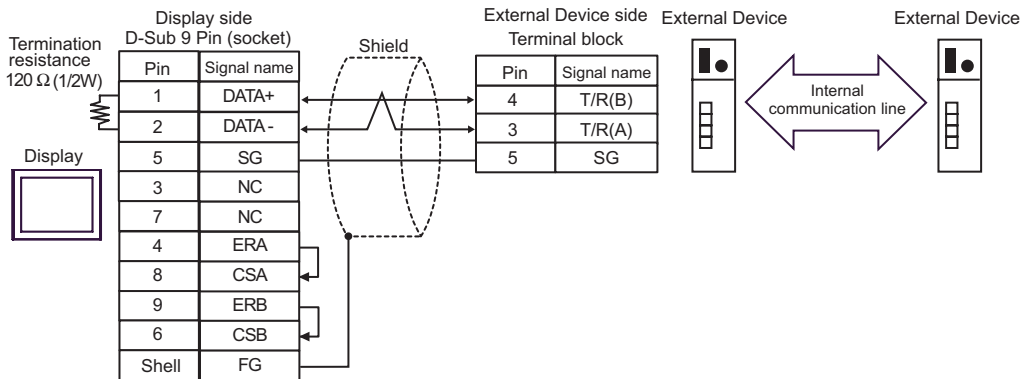 Termination
resistance
120 Ω (1/2W)
Display
Display side
D-Sub 9 Pin (socket)
Pin Signal name
1 DATA+
2 DATA-
5 SG
3 NC
7 NC
4 ERA
8 CSA
9 ERB
6 CSB
Shell FG
Shield
External Device side
Terminal block
Pin Signal name
4 T/R(B)
3 T/R(A)
5 SG
External Device
Internal
communication line
External Device